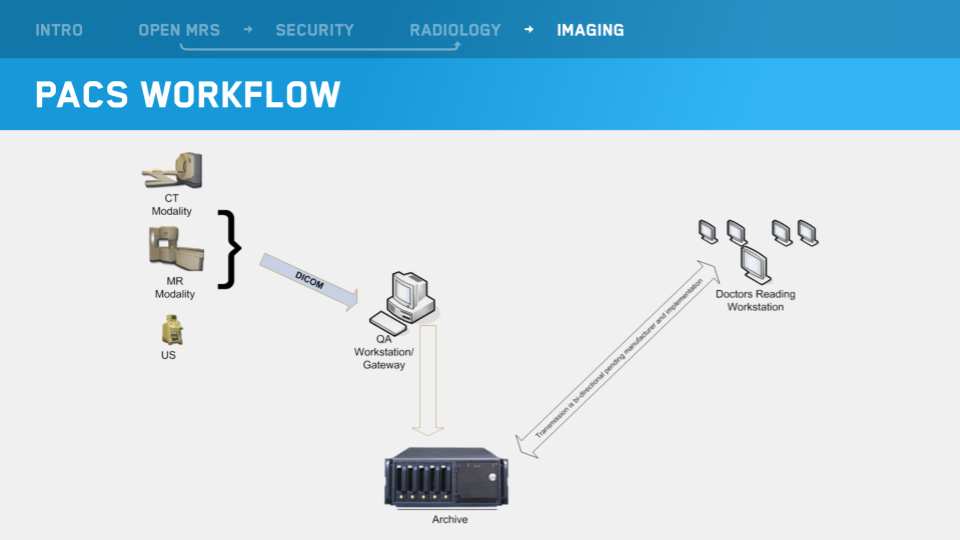 INTRO OPEN MRS → SECURITY RADIOLOGY → IMAGING
PACS WORKFLOW
CT
Modality
MR
Modality
US
DICOM
QA
Workstation/
Gateway
Archive
Transmission is bi-directional pending manufacturer and implementation
Doctors Reading
Workstation